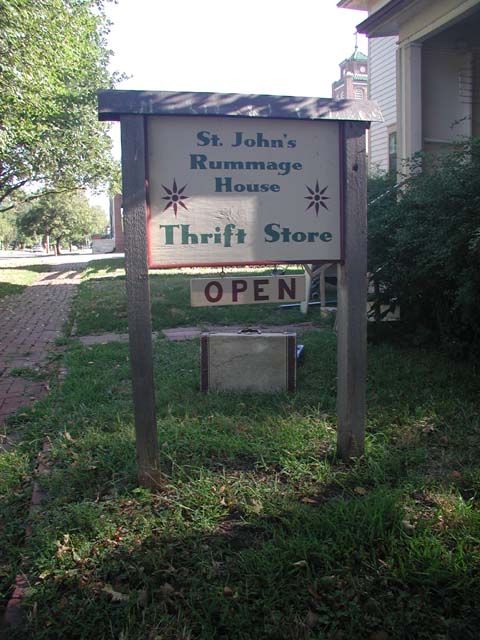 St. John's
Rummage
House
Thrift Store
OPEN